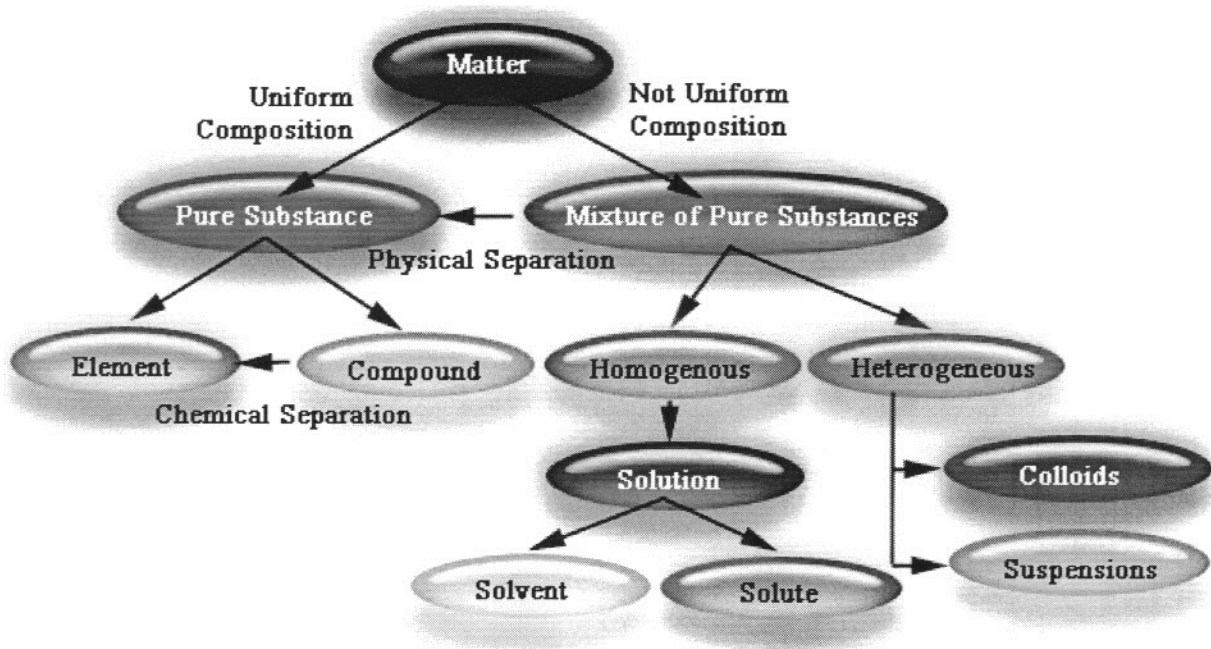 Matter
Uniform
Composition
Not Uniform
Composition
Pure Substance
Mixture of Pure Substances
Physical Separation
Element
Compound
Homogenous
Heterogeneous
Chemical Separation
Solution
Colloids
Solvent
Solute
Suspensions